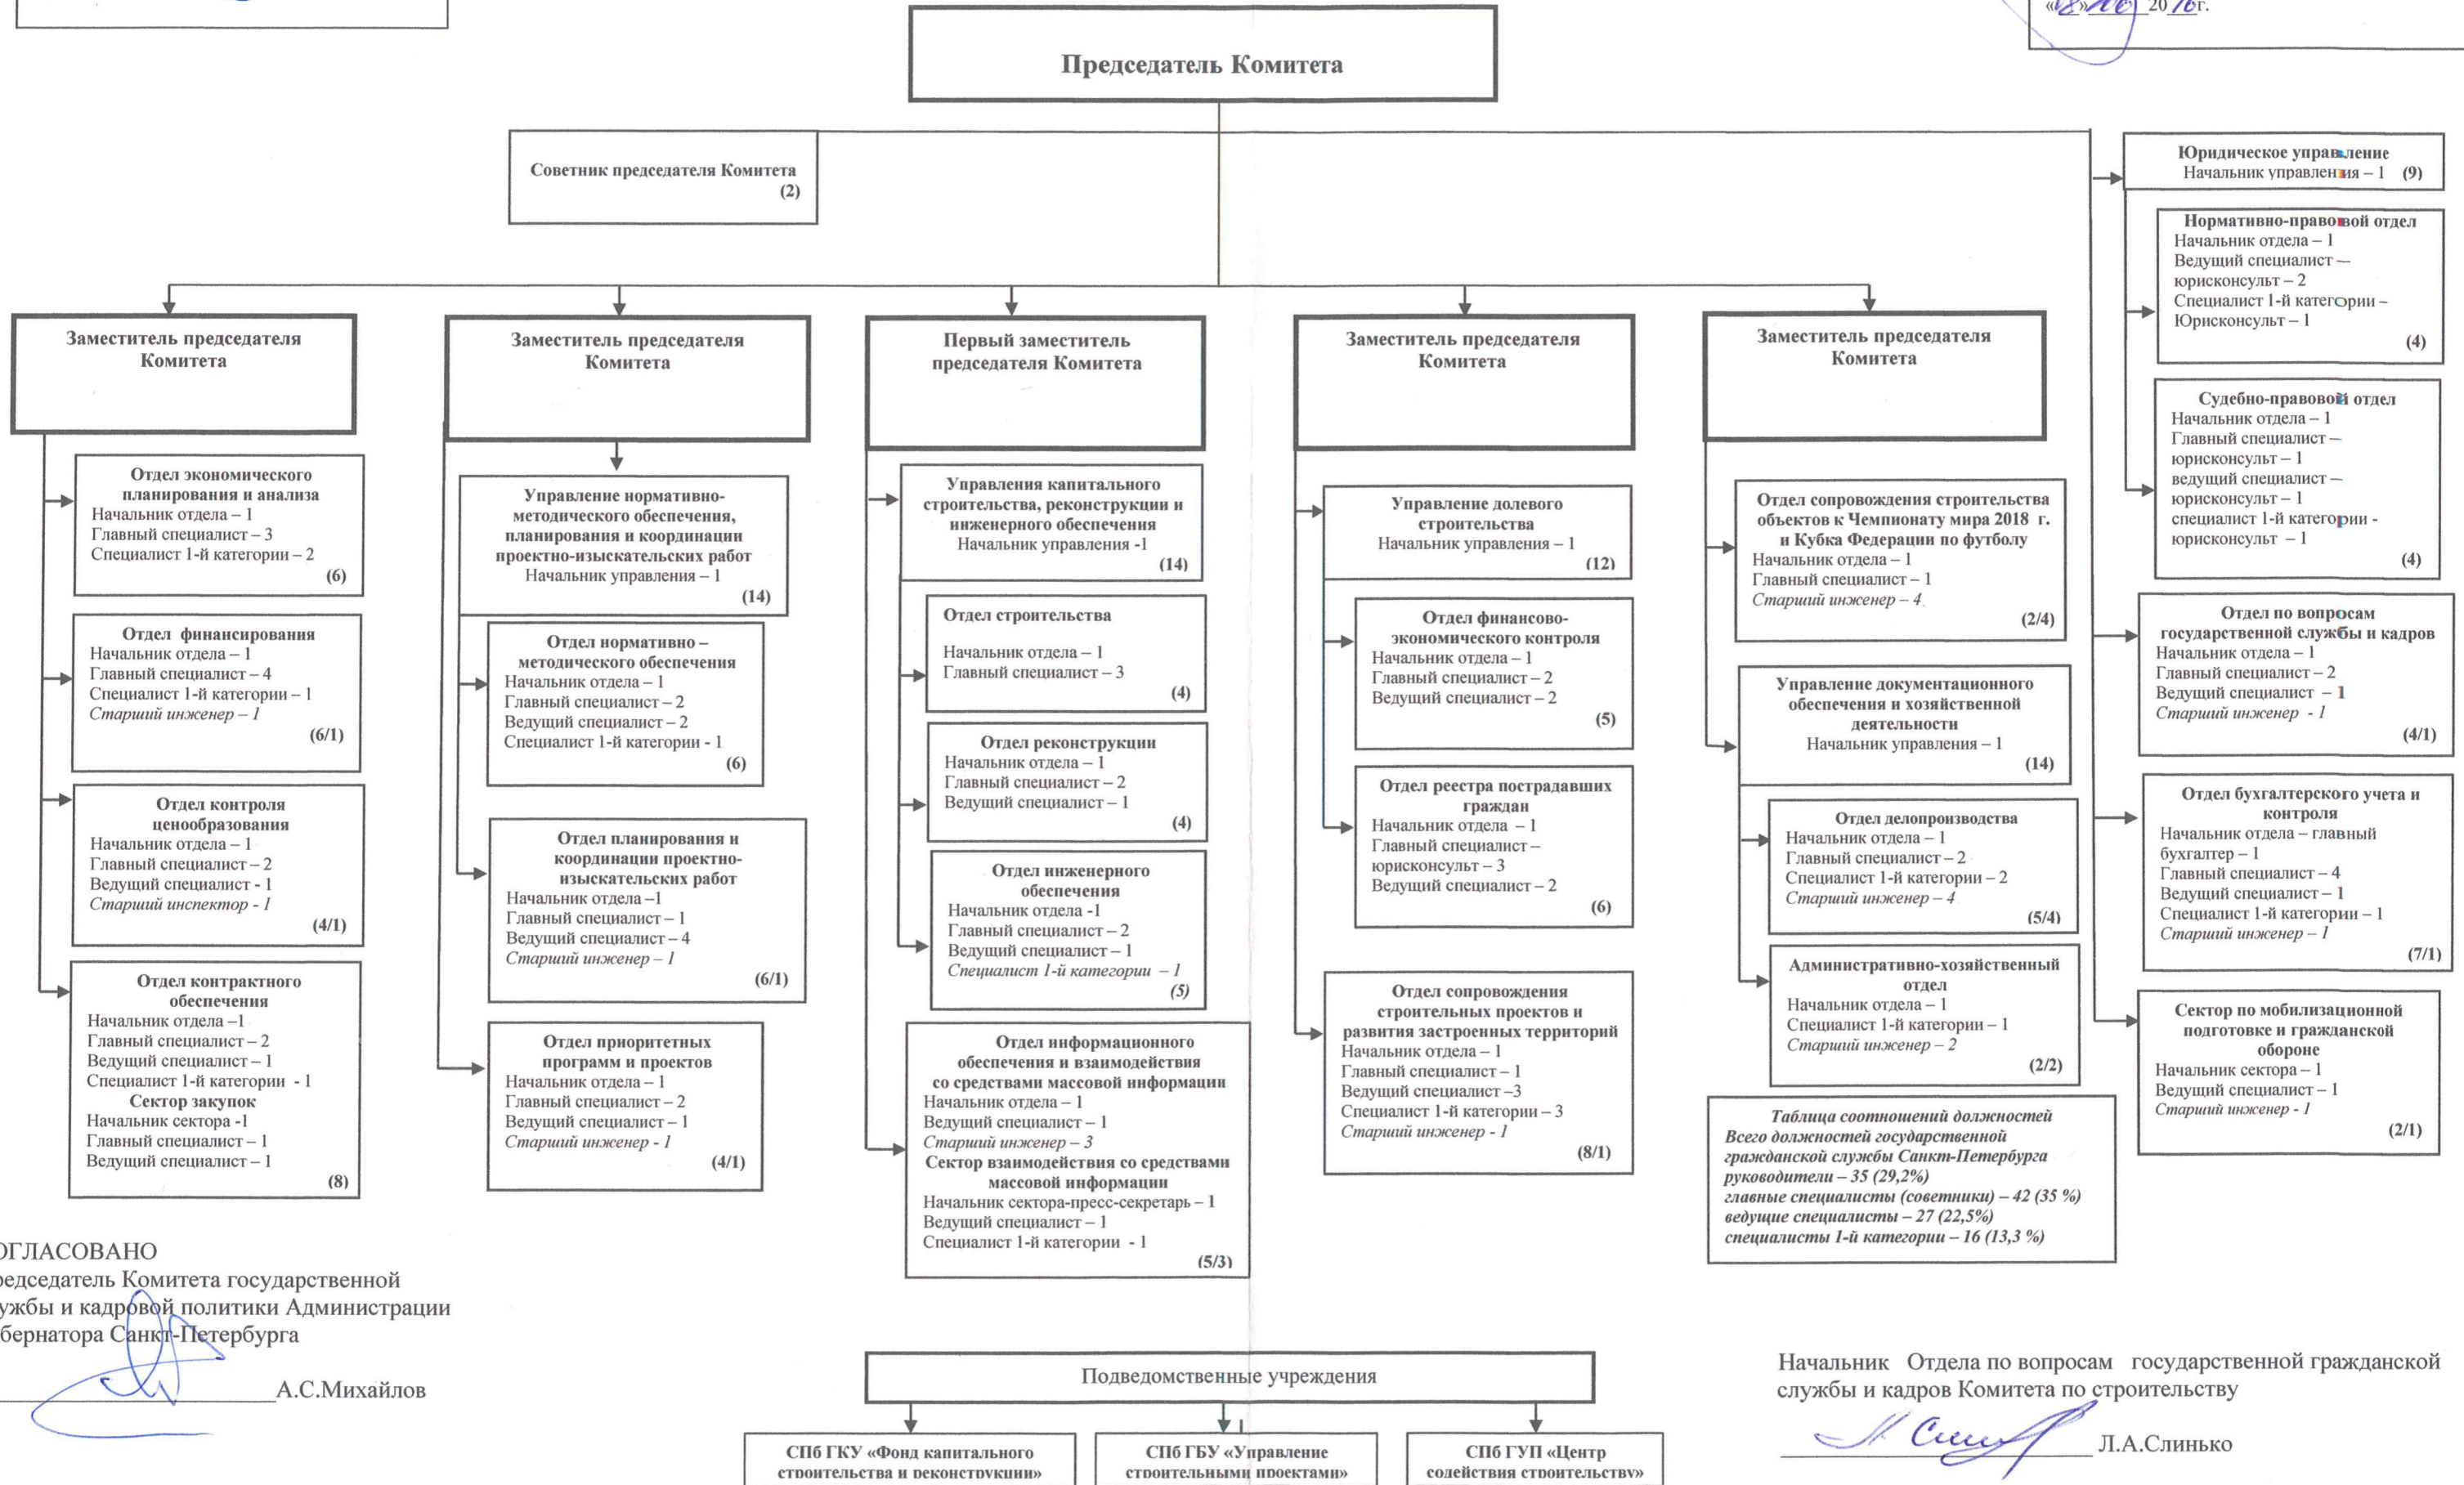 20 г.
Председатель Комитета
Советник председателя Комитета
(2)
Юридическое управление
Начальник управления – 1 (9)
Нормативно-правовой отдел
Начальник отдела – 1
Ведущий специалист –
юрисконсульт – 2
Специалист 1-й категории –
Юрисконсульт – 1
(4)
Судебно-правовой отдел
Начальник отдела – 1
Главный специалист –
юрисконсульт – 1
ведущий специалист –
юрисконсульт – 1
специалист 1-й категории -
юрисконсульт – 1
(4)
Отдел по вопросам
государственной службы и кадров
Начальник отдела – 1
Главный специалист – 2
Ведущий специалист – 1
Старший инженер - 1
(4/1)
Отдел бухгалтерского учета и
контроля
Начальник отдела – главный
бухгалтер – 1
Главный специалист – 4
Ведущий специалист – 1
Специалист 1-й категории – 1
Старший инженер – 1
(7/1)
Сектор по мобилизационной
подготовке и гражданской
обороне
Начальник сектора – 1
Ведущий специалист – 1
Старший инженер - 1
(2/1)
Заместитель председателя
Комитета
Отдел экономического
планирования и анализа
Начальник отдела – 1
Главный специалист – 3
Специалист 1-й категории – 2
(6)
Отдел финансирования
Начальник отдела – 1
Главный специалист – 4
Специалист 1-й категории – 1
Старший инженер – 1
(6/1)
Отдел контроля
ценообразования
Начальник отдела – 1
Главный специалист – 2
Ведущий специалист - 1
Старший инспектор - 1
(4/1)
Отдел контрактного
обеспечения
Начальник отдела –1
Главный специалист – 2
Ведущий специалист – 1
Специалист 1-й категории - 1
Сектор закупок
Начальник сектора -1
Главный специалист – 1
Ведущий специалист – 1
(8)
Заместитель председателя
Комитета
Управление нормативно-
методического обеспечения,
планирования и координации
проектно-изыскательских работ
Начальник управления – 1
(14)
Отдел нормативно –
методического обеспечения
Начальник отдела – 1
Главный специалист – 2
Ведущий специалист – 2
Специалист 1-й категории - 1
(6)
Отдел планирования и
координации проектно-
изыскательских работ
Начальник отдела –1
Главный специалист – 1
Ведущий специалист – 4
Старший инженер – 1
(6/1)
Отдел приоритетных
программ и проектов
Начальник отдела – 1
Главный специалист – 2
Ведущий специалист – 1
Старший инженер - 1
(4/1)
Первый заместитель
председателя Комитета
Управления капитального
строительства, реконструкции и
инженерного обеспечения
Начальник управления -1
(14)
Отдел строительства
Начальник отдела – 1
Главный специалист – 3
(4)
Отдел реконструкции
Начальник отдела – 1
Главный специалист – 2
Ведущий специалист – 1
(4)
Отдел инженерного
обеспечения
Начальник отдела -1
Главный специалист – 2
Ведущий специалист – 1
Специалист 1-й категории – 1
(5)
Отдел информационного
обеспечения и взаимодействия
со средствами массовой информации
Начальник отдела – 1
Ведущий специалист – 1
Старший инженер – 3
Сектор взаимодействия со средствами
массовой информации
Начальник сектора-пресс-секретарь – 1
Ведущий специалист – 1
Специалист 1-й категории - 1
(5/3)
Заместитель председателя
Комитета
Управление долевого
строительства
Начальник управления – 1
(12)
Отдел финансово-
экономического контроля
Начальник отдела – 1
Главный специалист – 2
Ведущий специалист – 2
(5)
Отдел реестра пострадавших
граждан
Начальник отдела – 1
Главный специалист –
юрисконсульт – 3
Ведущий специалист – 2
(6)
Отдел сопровождения
строительных проектов и
развития застроенных территорий
Начальник отдела – 1
Главный специалист – 1
Ведущий специалист –3
Специалист 1-й категории – 3
Старший инженер - 1
(8/1)
Заместитель председателя
Комитета
Отдел сопровождения строительства
объектов к Чемпионату мира 2018 г.
и Кубка Федерации по футболу
Начальник отдела – 1
Главный специалист – 1
Старший инженер – 4
(2/4)
Управление документационного
обеспечения и хозяйственной
деятельности
Начальник управления – 1
(14)
Отдел делопроизводства
Начальник отдела – 1
Главный специалист – 2
Специалист 1-й категории – 2
Старший инженер – 4
(5/4)
Административно-хозяйственный
отдел
Начальник отдела – 1
Специалист 1-й категории – 1
Старший инженер – 2
(2/2)
Таблица соотношений должностей
Всего должностей государственной
гражданской службы Санкт-Петербурга
руководители – 35 (29,2%)
главные специалисты (советники) – 42 (35 %)
ведущие специалисты – 27 (22,5%)
специалисты 1-й категории – 16 (13,3 %)
ОГЛАСОВАНО
редседатель Комитета государственной
ужбы и кадровой политики Администрации
бернатора Санкт-Петербурга
А.С.Михайлов
Подведомственные учреждения
СПб ГКУ «Фонд капитального
строительства и реконструкции»
СПб ГБУ «Управление
строительными проектами»
СПб ГУП «Центр
содействия строительству»
Начальник Отдела по вопросам государственной гражданской
службы и кадров Комитета по строительству
Л.А.Слинько